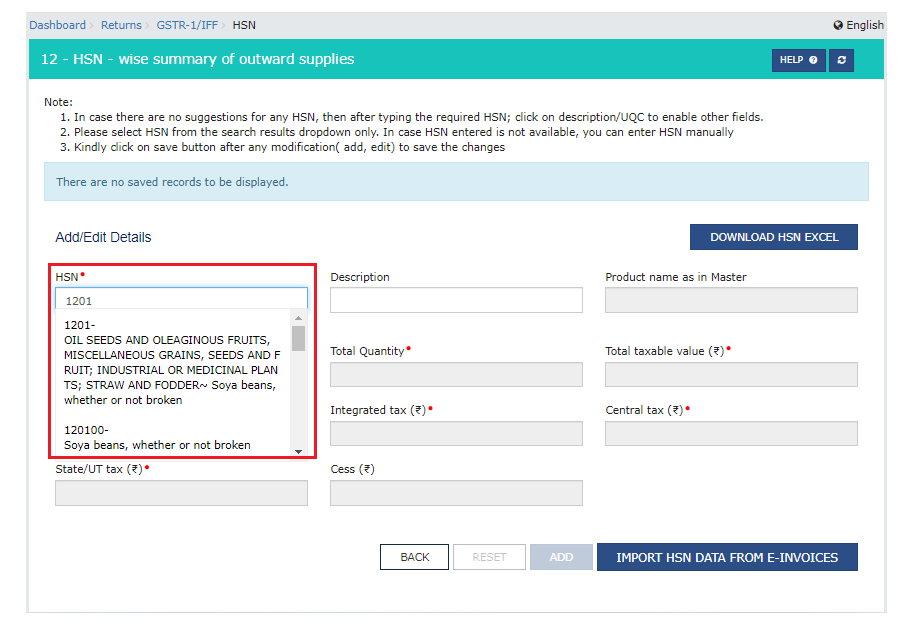 Dashboard › Returns › GSTR-1/IFF › HSN
English
12 - HSN - wise summary of outward supplies
HELP ?
Note:
1. In case there are no suggestions for any HSN, then after typing the required HSN; click on description/UQC to enable other fields.
2. Please select HSN from the search results dropdown only. In case HSN entered is not available, you can enter HSN manually
3. Kindly click on save button after any modification( add, edit) to save the changes
There are no saved records to be displayed.
Add/Edit Details
DOWNLOAD HSN EXCEL
HSN•
Description
Product name as in Master
1201
1201-
OIL SEEDS AND OLEAGINOUS FRUITS,
MISCELLANEOUS GRAINS, SEEDS AND F
RUIT; INDUSTRIAL OR MEDICINAL PLAN
TS; STRAW AND FODDER~ Soya beans,
whether or not broken
120100-
Soya beans, whether or not broken
Total Quantity•
Total taxable value (₹)•
Integrated tax (₹)•
Central tax (₹)•
State/UT tax (₹)•
Cess (₹)
BACK
RESET
ADD
IMPORT HSN DATA FROM E-INVOICES